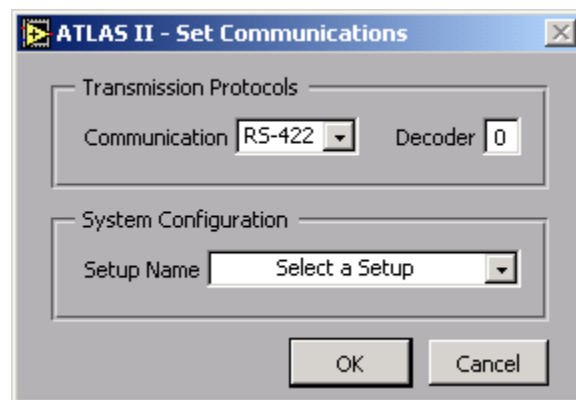 ATLAS II - Set Communications
Transmission Protocols
Communication RS-422 Decoder 0
System Configuration
Setup Name Select a Setup
OK Cancel